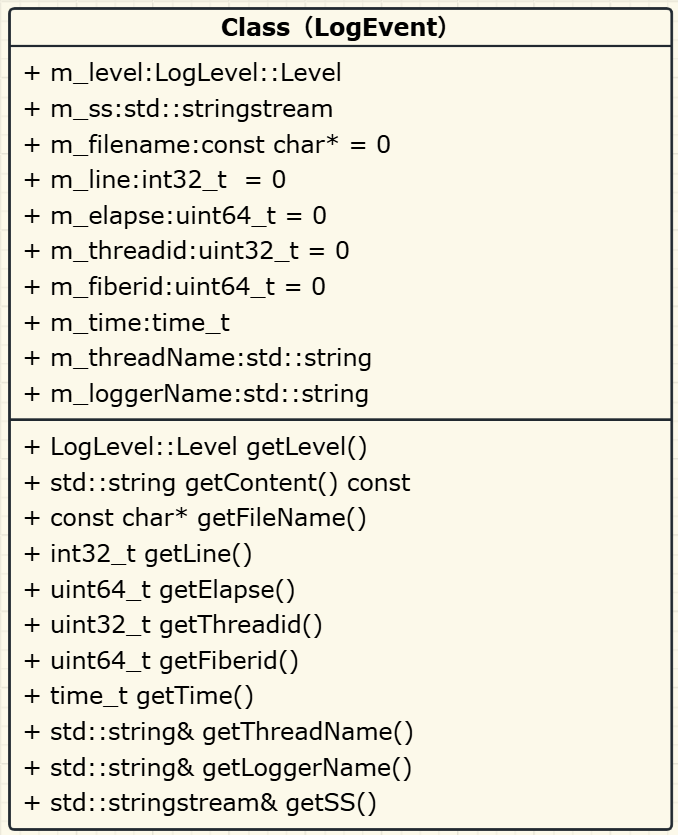 Class（LogEvent）
+ m_level:LogLevel::Level
+ m_ss:std::stringstream
+ m_filename:const char* = 0
+ m_line:int32_t  = 0
+ m_elapse:uint64_t = 0
+ m_threadid:uint32_t = 0
+ m_fiberid:uint64_t = 0
+ m_time:time_t
+ m_threadName:std::string
+ m_loggerName:std::string
+ LogLevel::Level getLevel()
+ std::string getContent() const
+ const char* getFileName()
+ int32_t getLine()
+ uint64_t getElapse()
+ uint32_t getThreadid()
+ uint64_t getFiberid()
+ time_t getTime()
+ std::string& getThreadName()
+ std::string& getLoggerName()
+ std::stringstream& getSS()